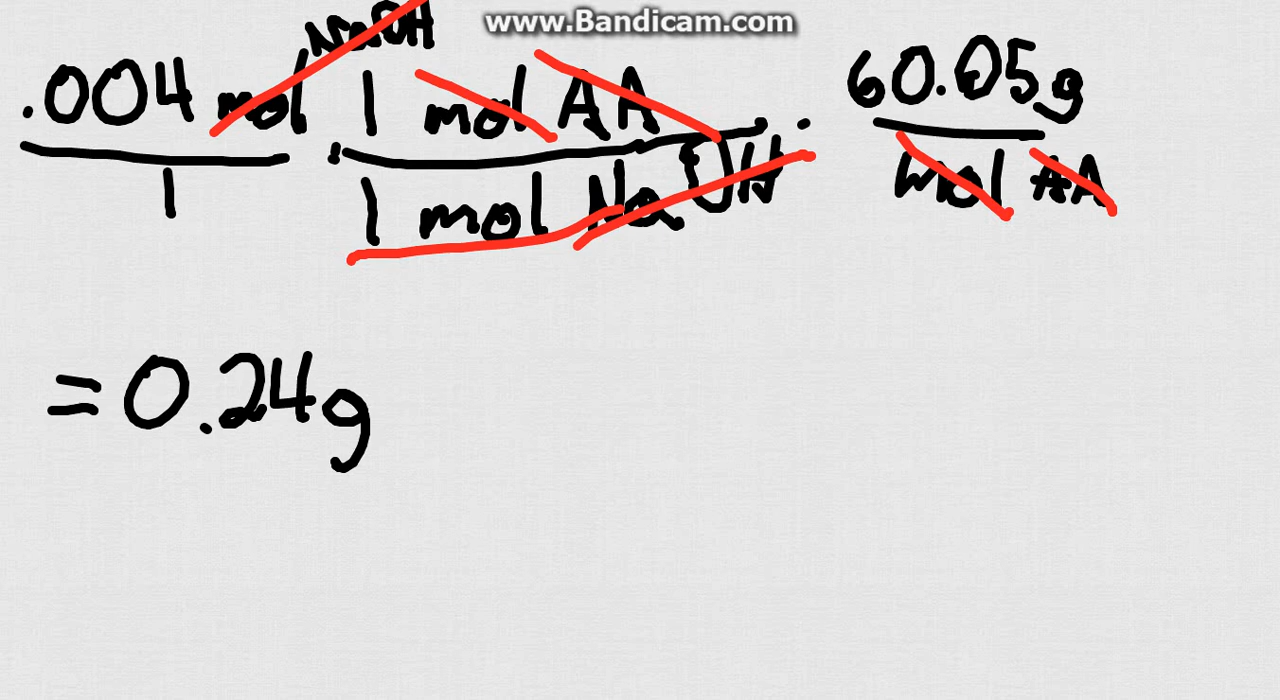 www.Bandicam.com
NaOH
.004 mol 1 mol AA 60.05g
1 1 mol NaOH mol AA
= 0.24g